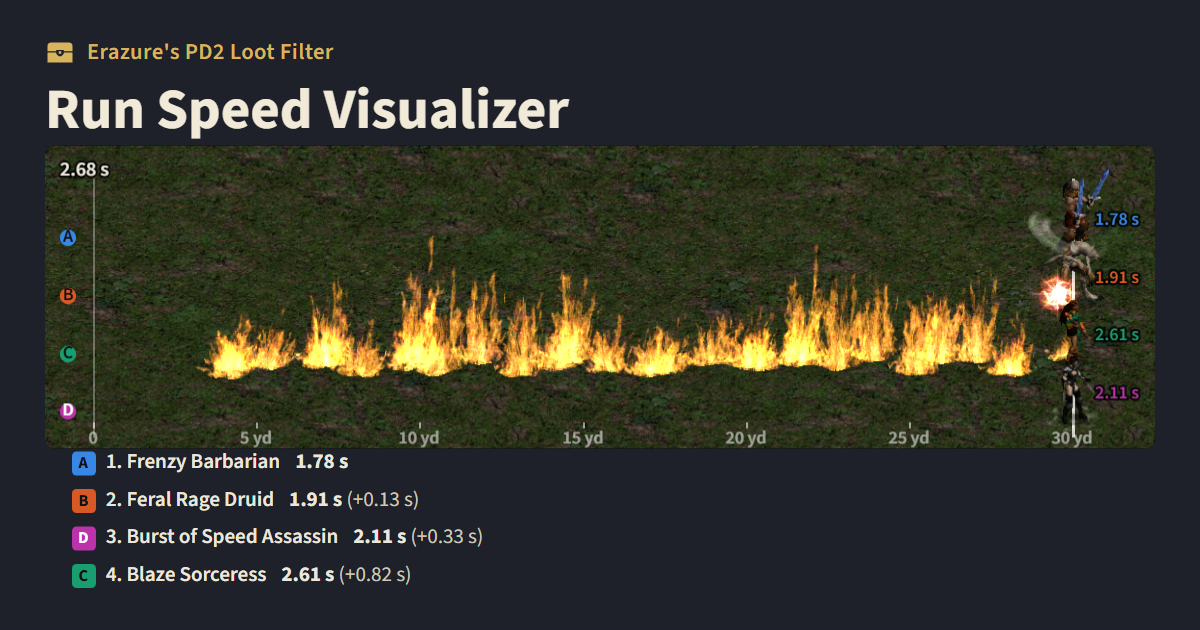 Erazure's PD2 Loot Filter
Run Speed Visualizer
2.68 s
A 1.78 s
B 1.91 s
C 2.61 s
D 2.11 s
0 5 yd 10 yd 15 yd 20 yd 25 yd 30 yd
A 1. Frenzy Barbarian 1.78 s
B 2. Feral Rage Druid 1.91 s (+0.13 s)
D 3. Burst of Speed Assassin 2.11 s (+0.33 s)
C 4. Blaze Sorceress 2.61 s (+0.82 s)